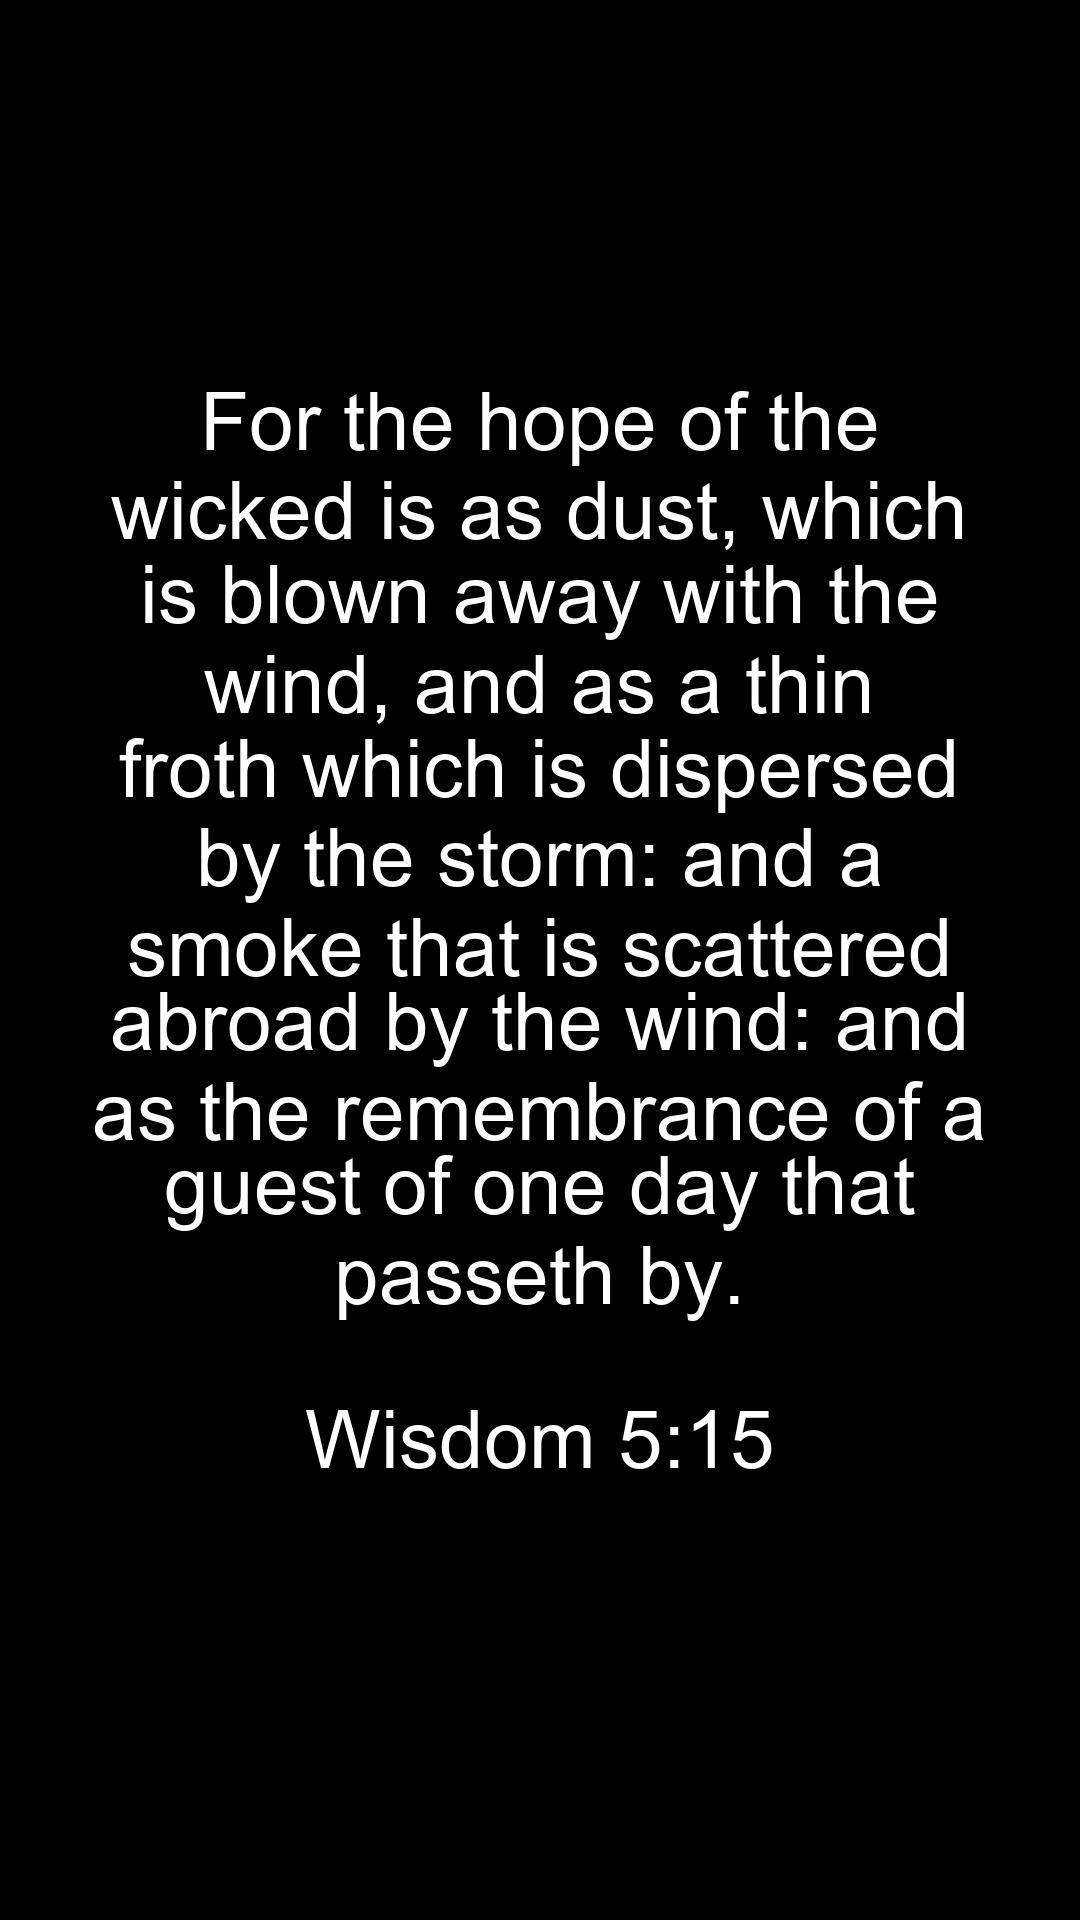 For the hope of the
wicked is as dust, which
is blown away with the
wind, and as a thin
froth which is dispersed
by the storm: and a
smoke that is scattered
abroad by the wind: and
as the remembrance of a
guest of one day that
passeth by.
Wisdom 5:15